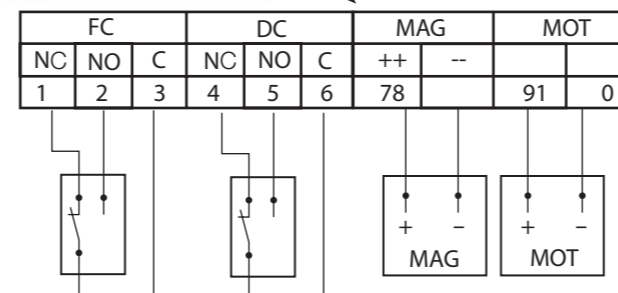 FC DC MAG MOT
NC NO C NC NO C ++ --
1 2 3 4 5 6 78 91 0
+ - + -
MAG MOT